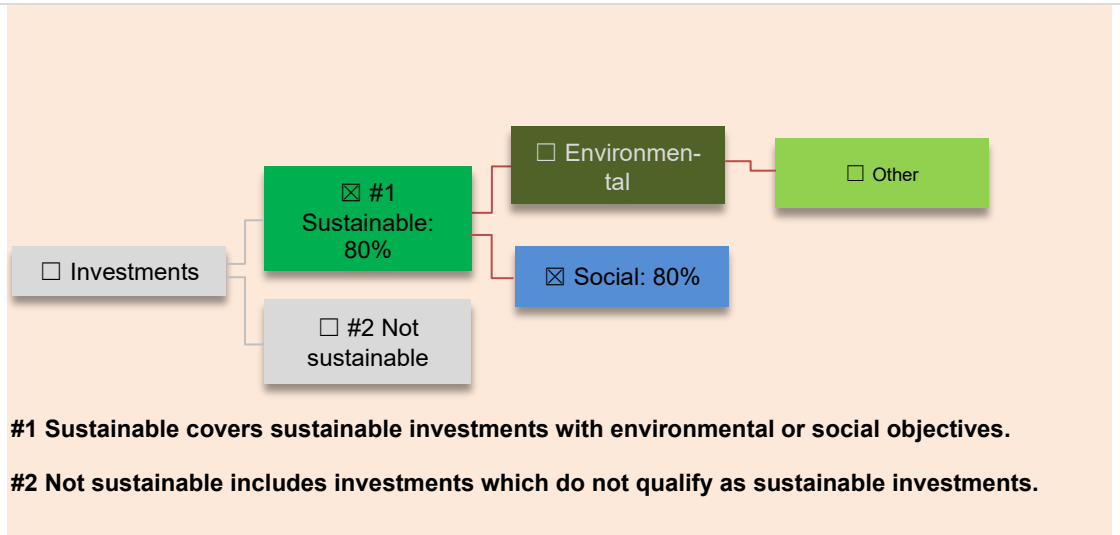 ☐ Investments
☒ #1
Sustainable:
80%
☐ #2 Not
sustainable
☐ Environmen-
tal
☒ Social: 80%
☐ Other
#1 Sustainable covers sustainable investments with environmental or social objectives.
#2 Not sustainable includes investments which do not qualify as sustainable investments.